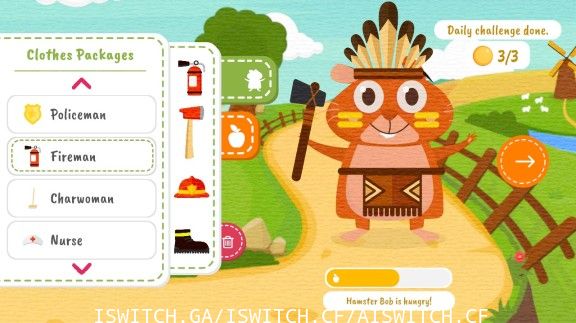 Clothes Packages
Policeman
Fireman
Charwoman
Nurse
Daily challenge done.
3/3
Hamster Bob is hungry!
ISWITCH.GA/ISWITCH.CF/AISWITCH.CF